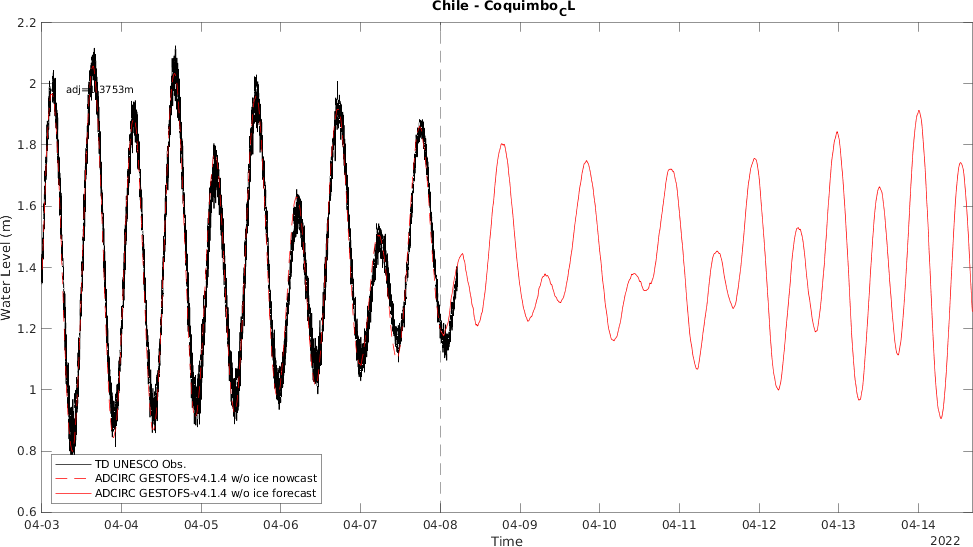 Chile - Coquimbo_CL
2.2
2
1.8
1.6
1.4
1.2
1
0.8
0.6
Water Level (m)
adj=1.3753m
TD UNESCO Obs.
ADCIRC GESTOFS-v4.1.4 w/o ice nowcast
ADCIRC GESTOFS-v4.1.4 w/o ice forecast
04-03 04-04 04-05 04-06 04-07 04-08 04-09 04-10 04-11 04-12 04-13 04-14
Time
2022